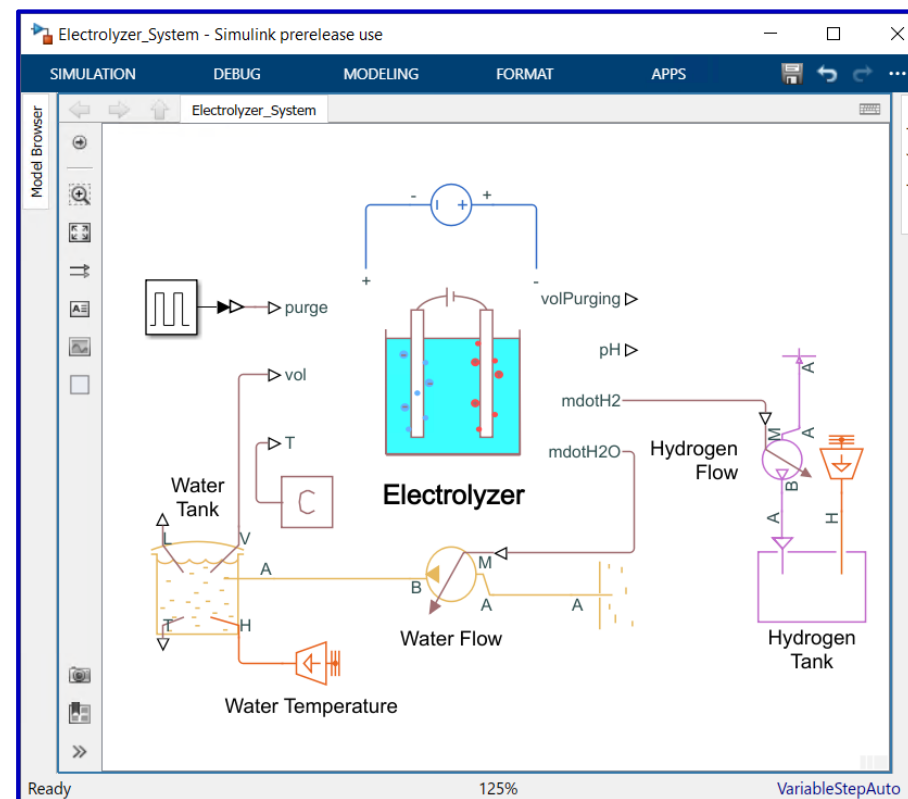 Electrolyzer_System - Simulink prerelease use
SIMULATION DEBUG MODELING FORMAT APPS
Model Browser
Electrolyzer_System
- +
+ -
purge
volPurging
vol
pH
A
mdotH2
T
mdotH2O
M A
Hydrogen
Flow
B
C
Water
Tank
Electrolyzer
A H
L V
A
M
B
A A
T H
Water Flow
Hydrogen
Tank
Water Temperature
Ready 125% VariableStepAuto